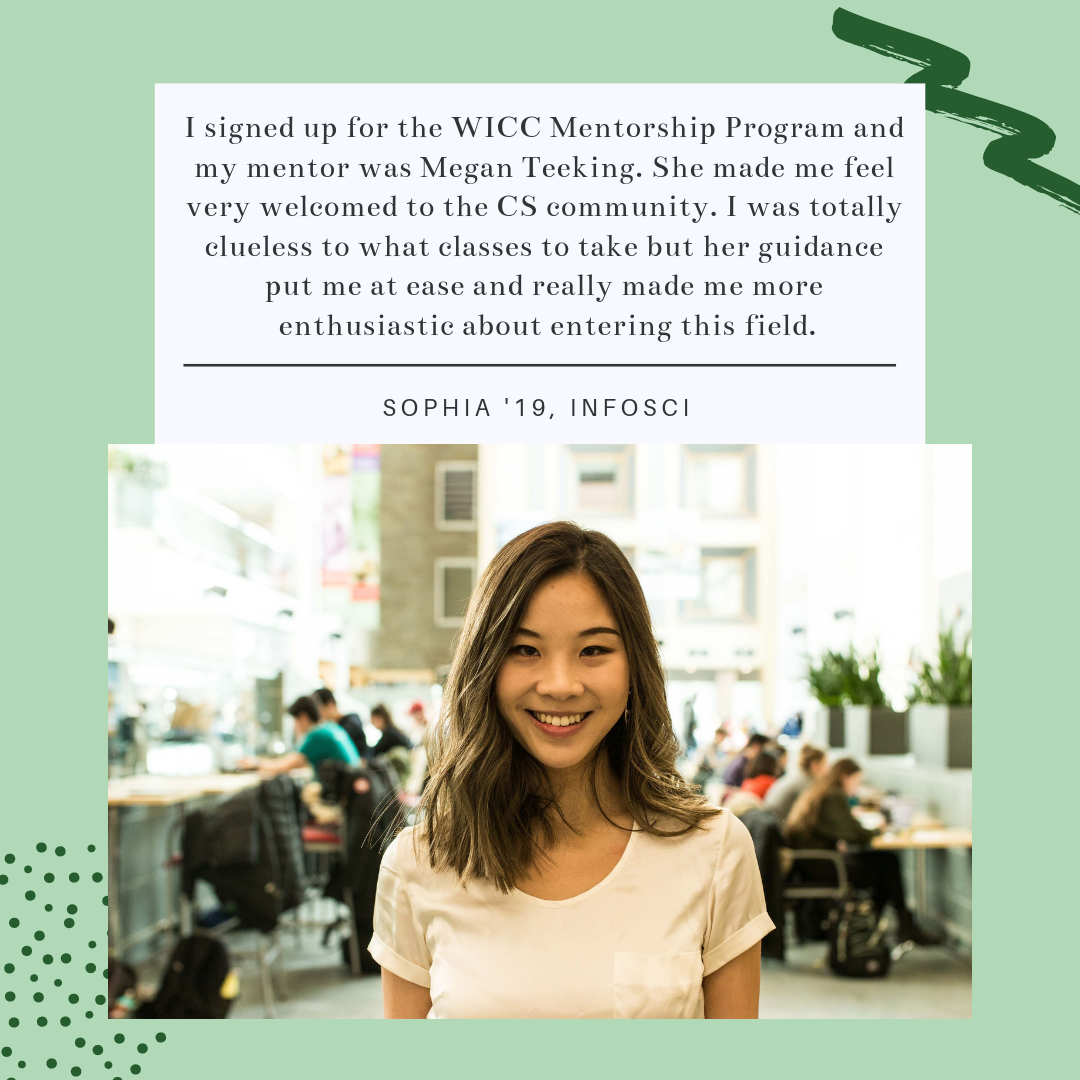 I signed up for the WICC Mentorship Program and
my mentor was Megan Teeking. She made me feel
very welcomed to the CS community. I was totally
clueless to what classes to take but her guidance
put me at ease and really made me more
enthusiastic about entering this field.
SOPHIA '19, INFOSCI